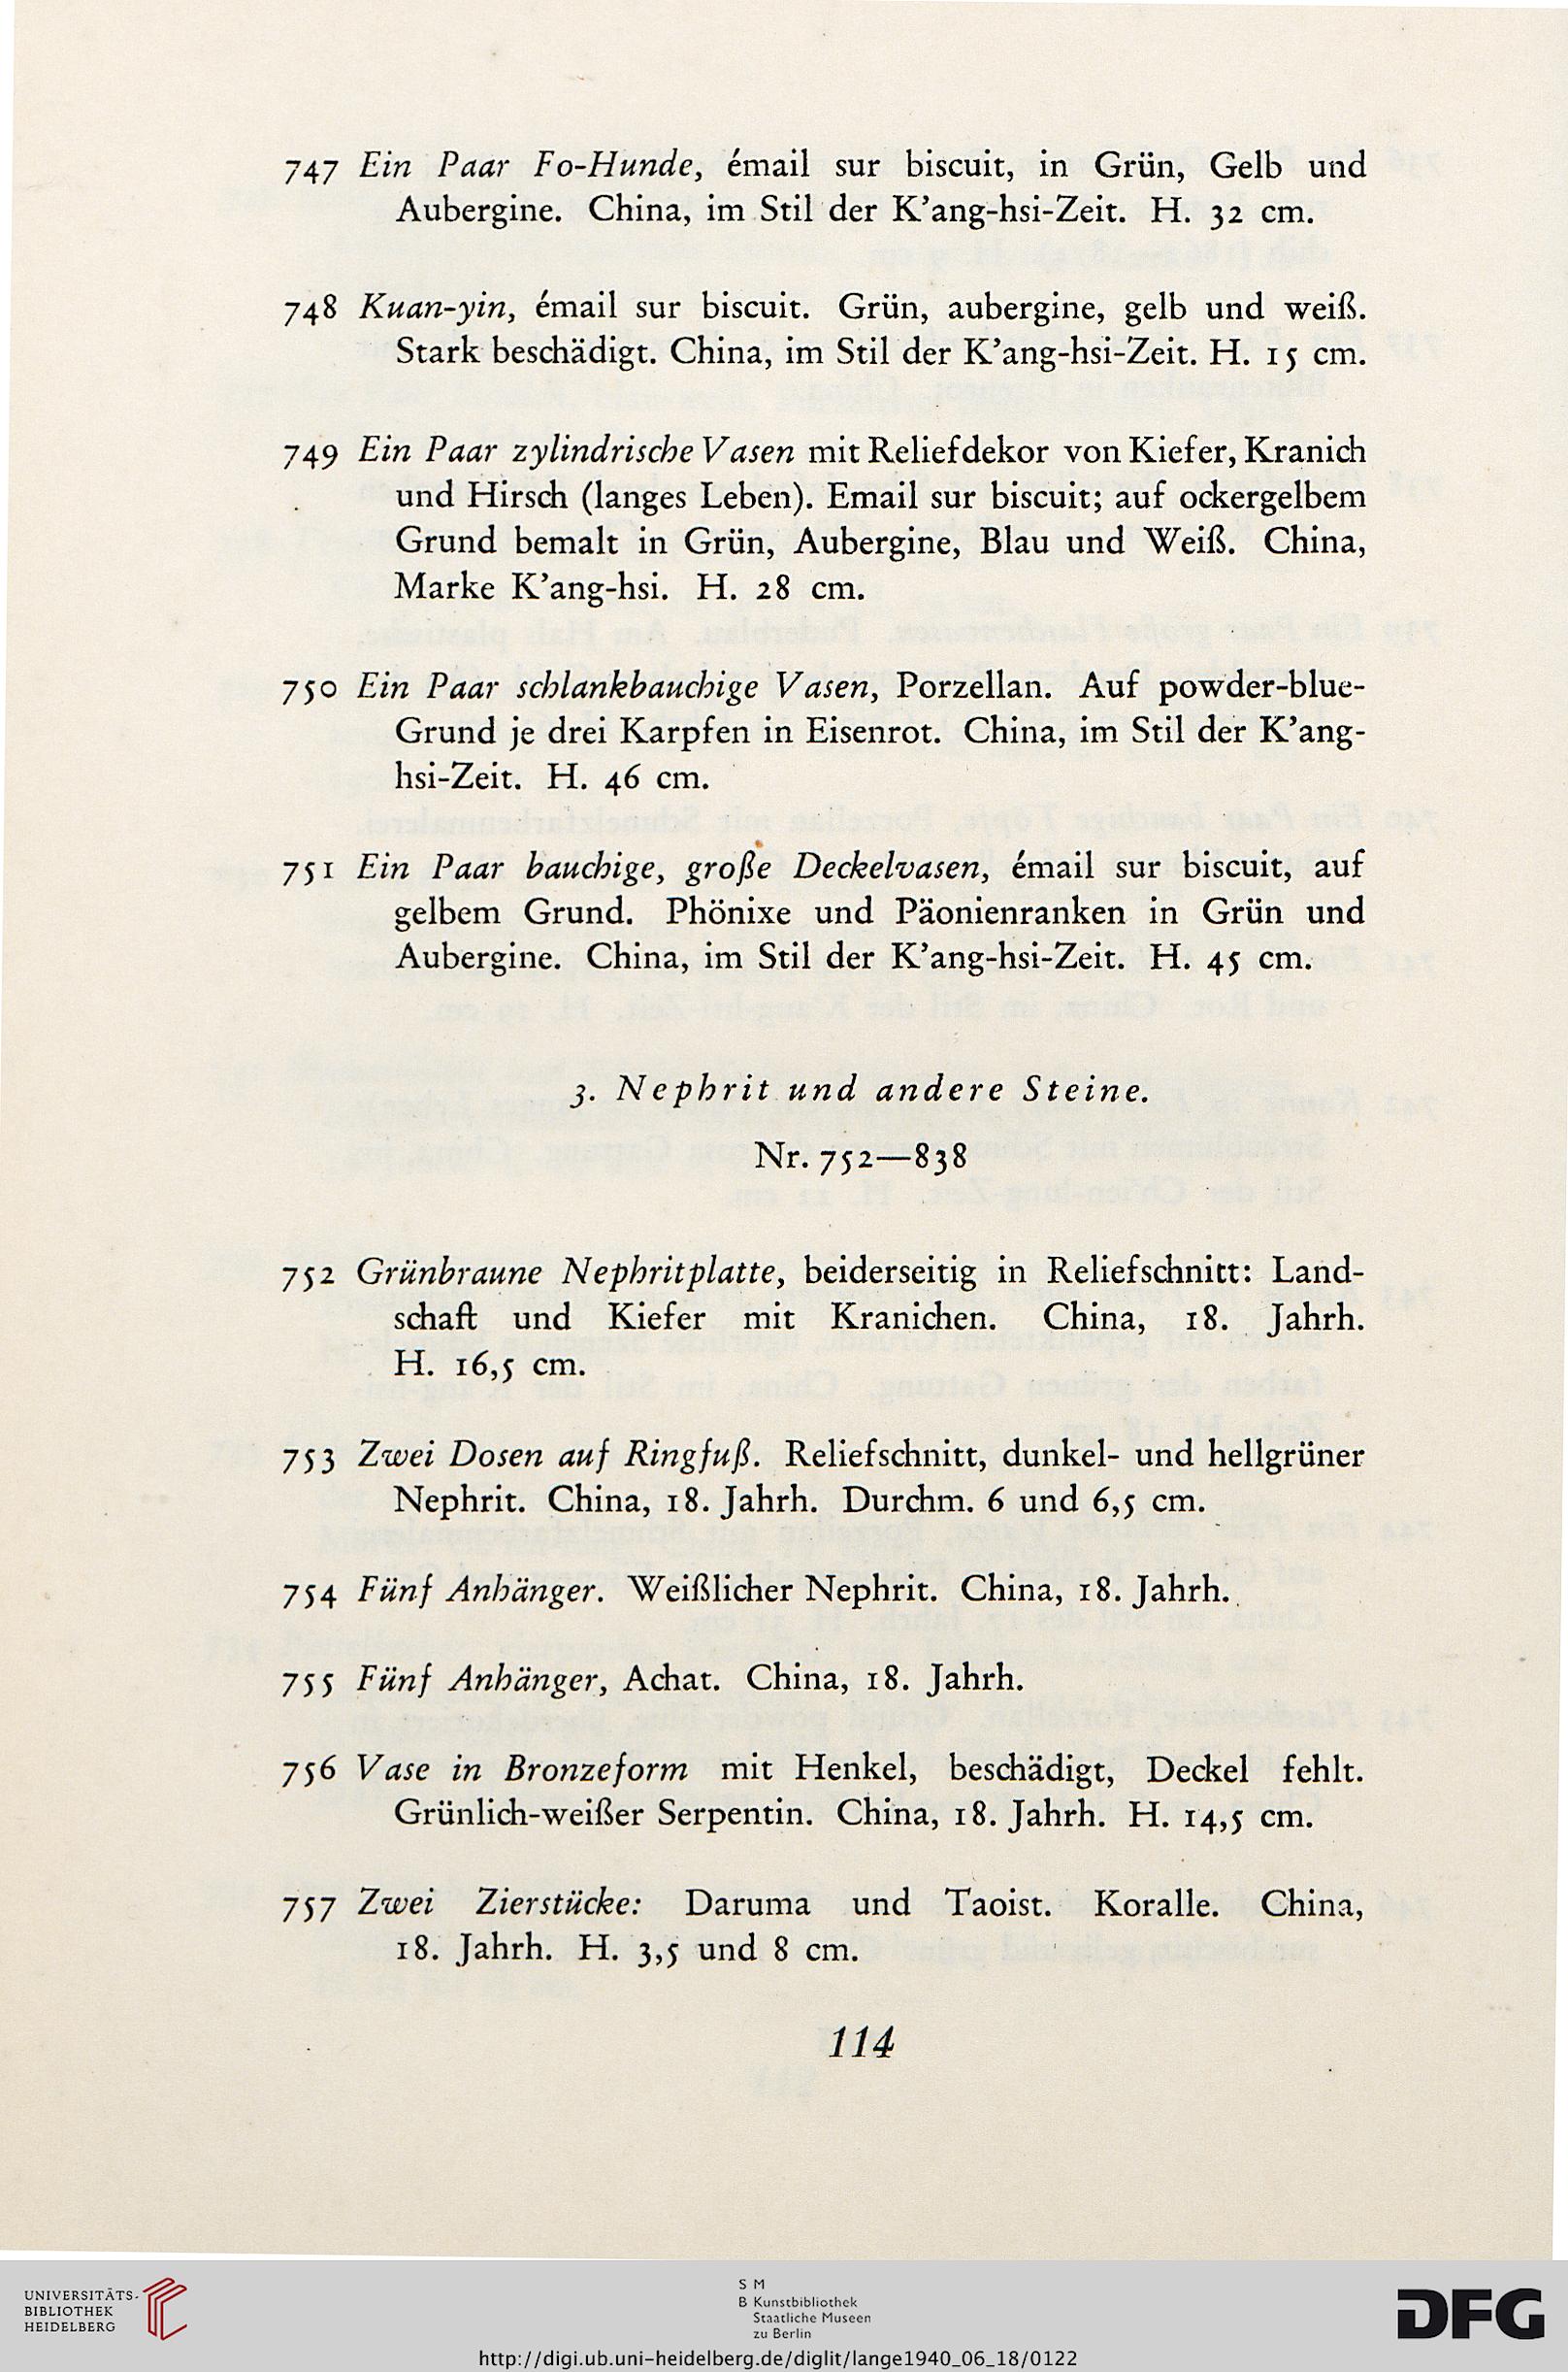 747 Ein Paar Fo-Hunde, émail sur biscuit, in Grün, Gelb und
Aubergine. China, im Stil der K'ang-hsi-Zeit. H. 32 cm.
748 Kuan-yin, émail sur biscuit. Grün, aubergine, gelb und weiß.
Stark beschädigt. China, im Stil der K'ang-hsi-Zeit. H. 15 cm.
749 Ein Paar zylindrische Vasen mit Reliefdekor von Kiefer, Kranich
und Hirsch (langes Leben). Email sur biscuit; auf ockergelbem
Grund bemalt in Grün, Aubergine, Blau und Weiß. China,
Marke K'ang-hsi. H. 28 cm.
750 Ein Paar schlankbauchige Vasen, Porzellan. Auf powder-blue-
Grund je drei Karpfen in Eisenrot. China, im Stil der K'ang-
hsi-Zeit. H. 46 cm.
751 Ein Paar bauchige, große Deckelvasen, émail sur biscuit, auf
gelbem Grund. Phönixe und Päonienranken in Grün und
Aubergine. China, im Stil der K'ang-hsi-Zeit. H. 45 cm.
3. Nephrit und andere Steine.
Nr. 752—838
752 Grünbraune Nephritplatte, beiderseitig in Reliefschnitt: Land-
schaft und Kiefer mit Kranichen. China, 18. Jahrh.
H. 16,5 cm.
753 Zwei Dosen auf Ringfuß. Reliefschnitt, dunkel- und hellgrüner
Nephrit. China, 18. Jahrh. Durchm. 6 und 6,5 cm.
754 Fünf Anhänger. Weißlicher Nephrit. China, 18. Jahrh.
755 Fünf Anhänger, Achat. China, 18. Jahrh.
756 Vase in Bronzeform mit Henkel, beschädigt, Deckel fehlt.
Grünlich-weißer Serpentin. China, 18. Jahrh. H. 14,5 cm.
757 Zwei Zierstücke: Daruma und Taoist. Koralle. China,
18. Jahrh. H. 3,5 und 8 cm.
114
UNIVERSITÄTS-
BIBLIOTHEK
HEIDELBERG
S M
B Kunstbibliothek
Staatliche Museen
zu Berlin
DFG
http://digi.ub.uni-heidelberg.de/diglit/lange1940_06_18/0122